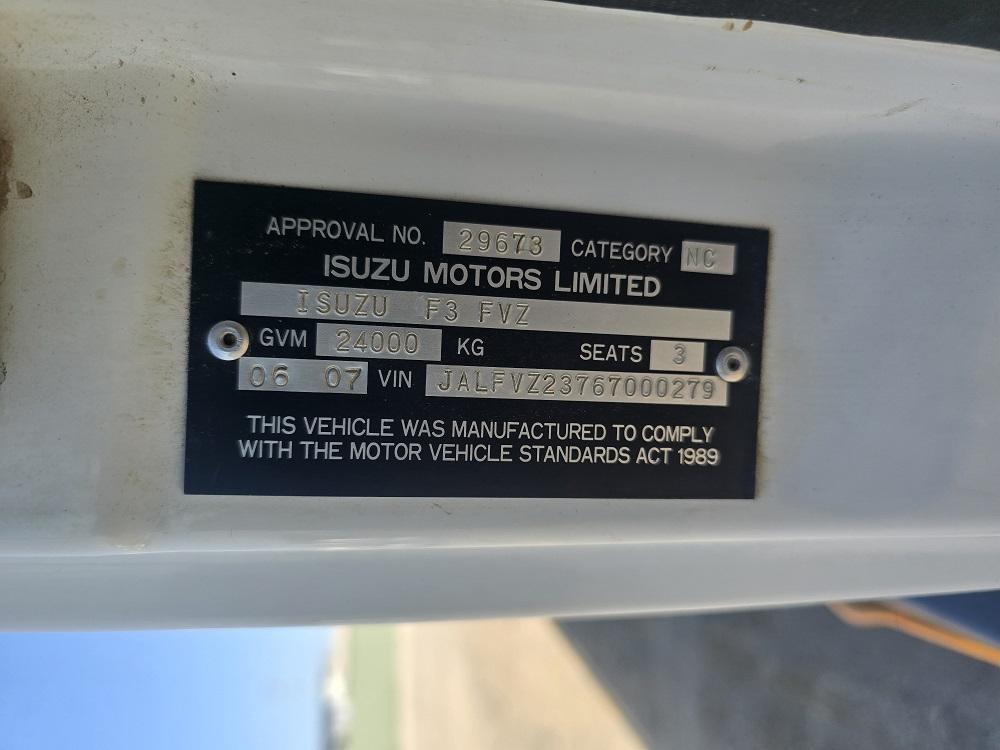 APPROVAL NO. 29673 CATEGORY NC
ISUZU MOTORS LIMITED
ISUZU F3 FVZ
GVM 24000 KG SEATS 3
06 07 VIN JALFVZ23767000279
THIS VEHICLE WAS MANUFACTURED TO COMPLY
WITH THE MOTOR VEHICLE STANDARDS ACT 1989